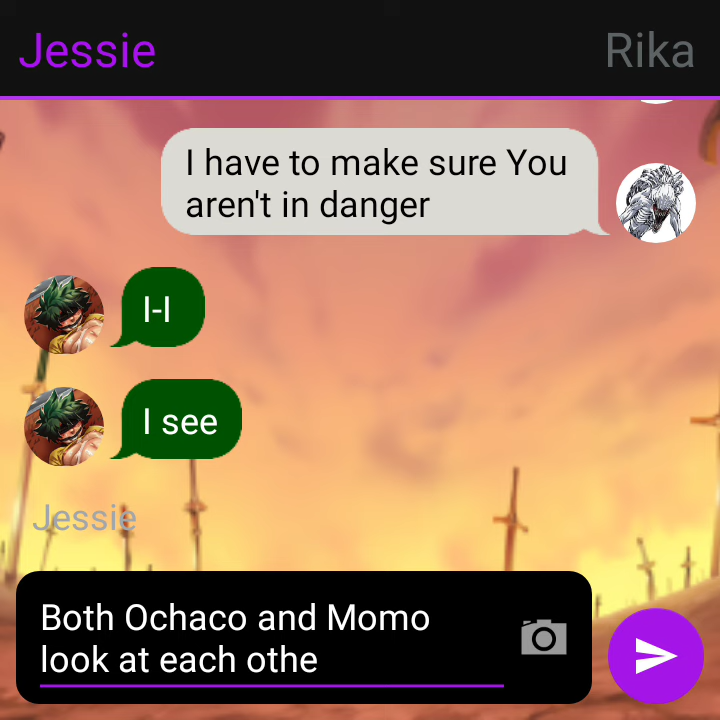 Jessie
Rika
I have to make sure You
aren't in danger
I-I
I see
Jessie
Both Ochaco and Momo
look at each othe